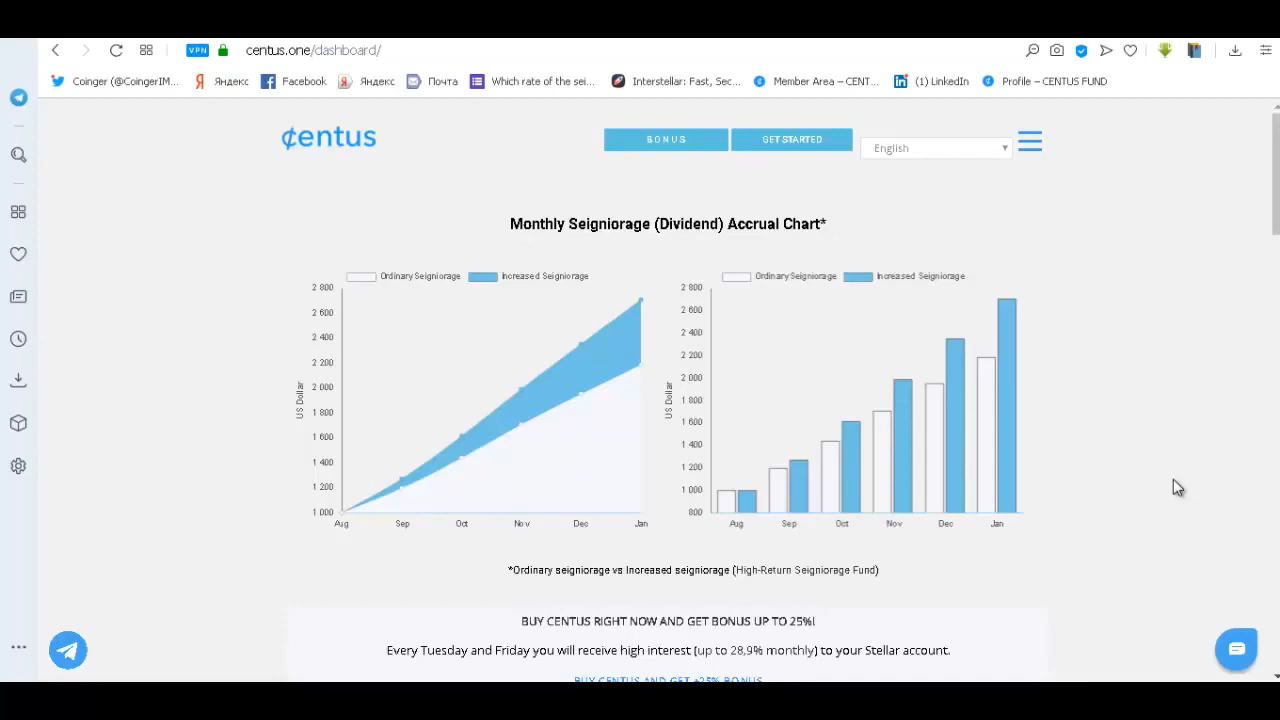 VPN centus.one/dashboard/
Coinger (@CoingerIM... Яндекс Facebook Яндекс Почта Which rate of the sei... Interstellar: Fast, Sec... Member Area – CENT... (1) LinkedIn Profile – CENTUS FUND
¢entus
BONUS GET STARTED English
Monthly Seigniorage (Dividend) Accrual Chart*
Ordinary Seigniorage Increased Seigniorage
2 800
2 600
2 400
2 200
2 000
1 800
1 600
1 400
1 200
1 000
US Dollar
Aug Sep Oct Nov Dec Jan
Ordinary Seigniorage Increased Seigniorage
2 800
2 600
2 400
2 200
2 000
1 800
1 600
1 400
1 200
1 000
800
US Dollar
Aug Sep Oct Nov Dec Jan
*Ordinary seigniorage vs Increased seigniorage (High-Return Seigniorage Fund)
BUY CENTUS RIGHT NOW AND GET BONUS UP TO 25%!
Every Tuesday and Friday you will receive high interest (up to 28,9% monthly) to your Stellar account.
BUY CENTUS AND GET +25% BONUS